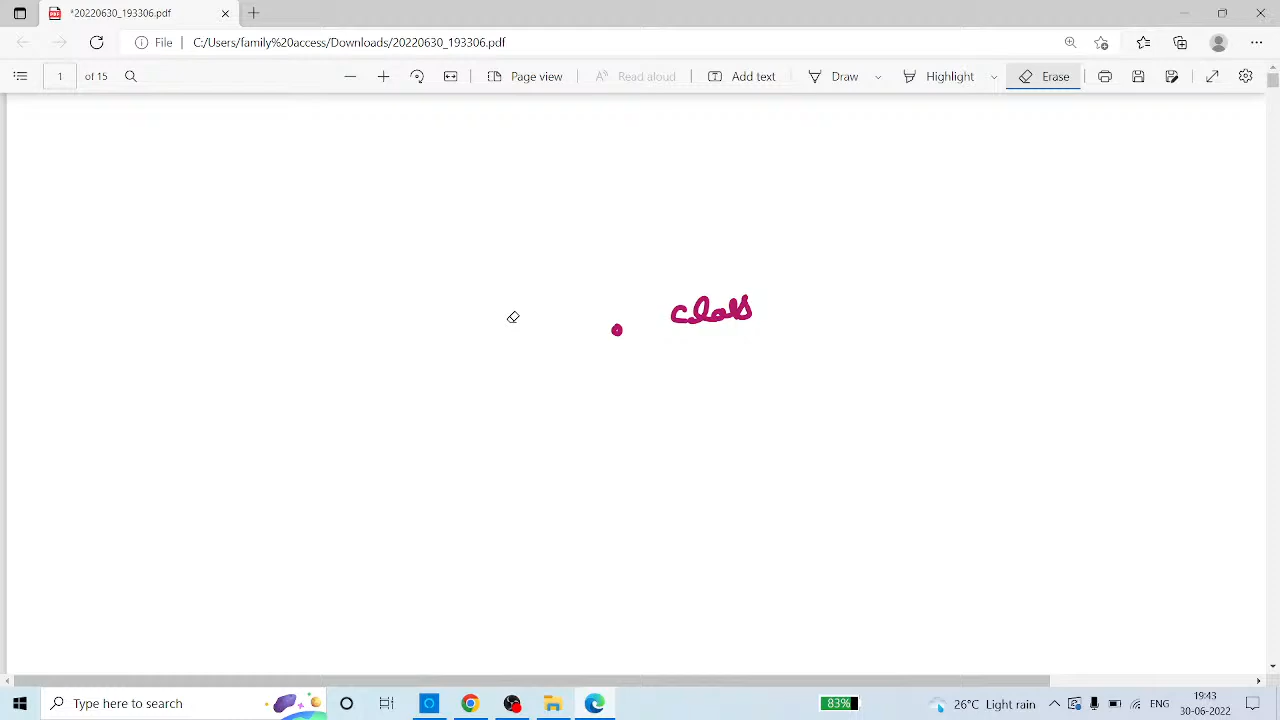 *20220630_193306.pdf
File | C:/Users/family%20access/Downloads/20220630_193306.pdf
1 of 15 Page view Read aloud Add text Draw Highlight Erase
. class
Type here to search 83% 26°C Light rain ENG 19:43
30-06-2022